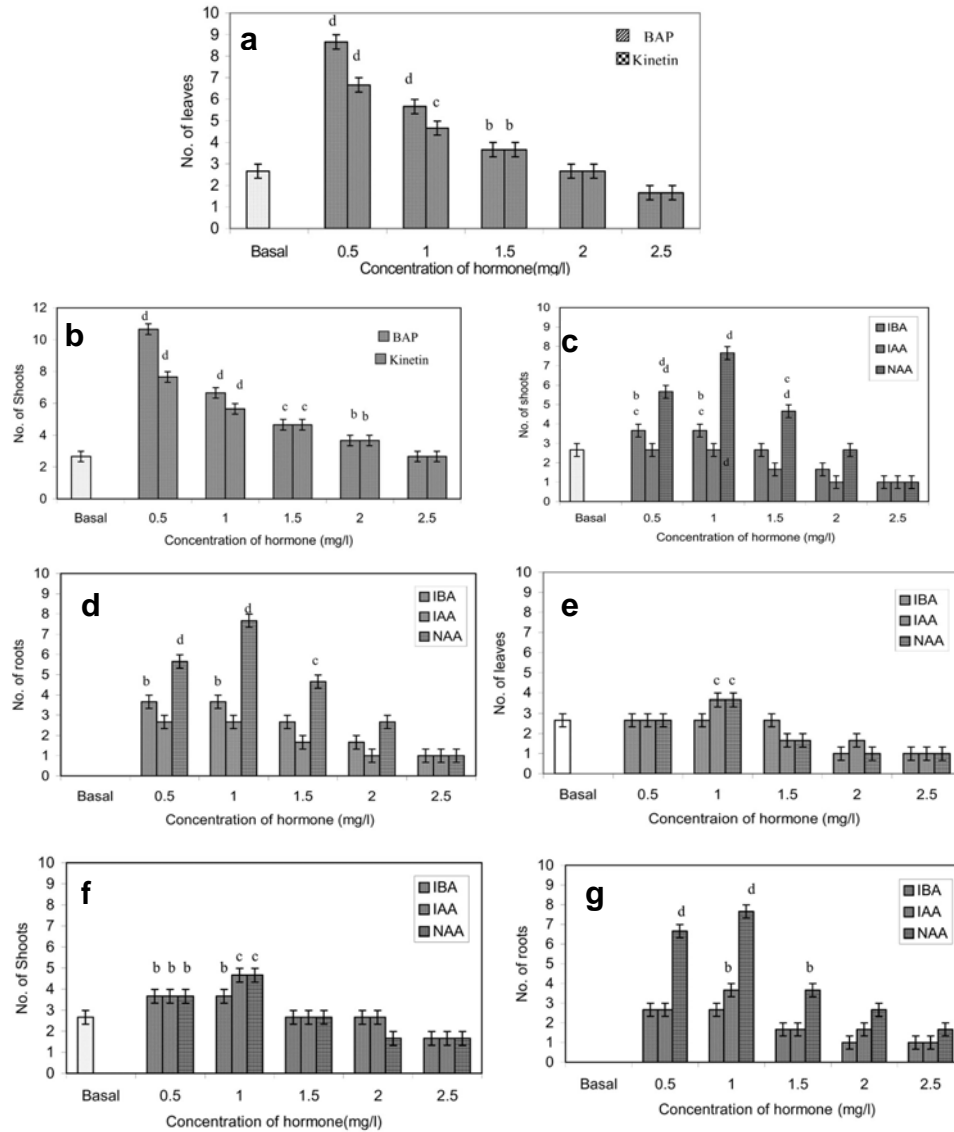 a
BAP
Kinetin
No. of leaves
10
9
8
7
6
5
4
3
2
1
0
d
d
d
c
b b
Basal 0.5 1 1.5 2 2.5
Concentration of hormone(mg/l)
b
BAP
Kinetin
No. of Shoots
12
10
8
6
4
2
0
d
d
d d
c c
b b
Basal 0.5 1 1.5 2 2.5
Concentration of hormone (mg/l)
c
IBA
IAA
NAA
No. of shoots
10
9
8
7
6
5
4
3
2
1
0
d
d
d
c
d
b b
c c
d
Basal 0.5 1 1.5 2 2.5
Concentration of hormone (mg/l)
d
IBA
IAA
NAA
No. of roots
10
9
8
7
6
5
4
3
2
1
0
b
d
b
d
c
Basal 0.5 1 1.5 2 2.5
Concentration of hormone (mg/l)
e
IBA
IAA
NAA
No. of leaves
10
9
8
7
6
5
4
3
2
1
0
c c
Basal 0.5 1 1.5 2 2.5
Concentraion of hormone (mg/l)
f
IBA
IAA
NAA
No. of Shoots
10
9
8
7
6
5
4
3
2
1
0
b b b b c c
Basal 0.5 1 1.5 2 2.5
Concentration of hormone(mg/l)
g
IBA
IAA
NAA
No. of roots
10
9
8
7
6
5
4
3
2
1
0
d
b
d
b
Basal 0.5 1 1.5 2 2.5
Concentration of hormone (mg/l)